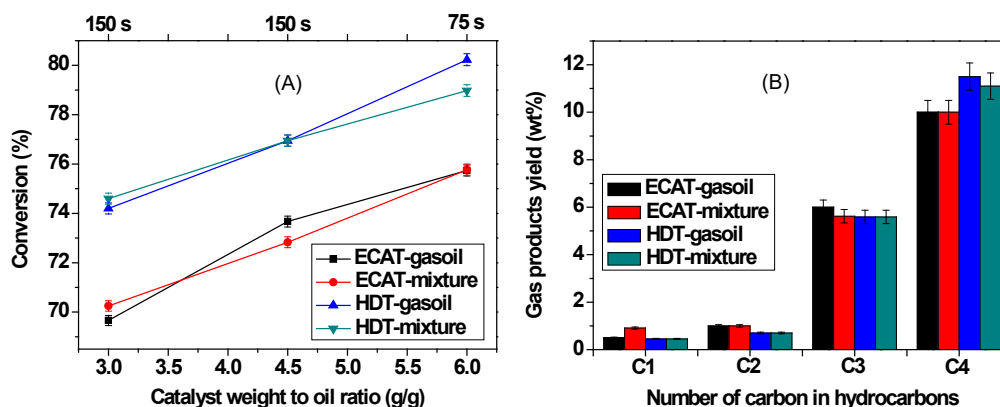 150 s 150 s 75 s
(A)
80
78
76
74
72
70
Conversion (%)
ECAT-gasoil
ECAT-mixture
HDT-gasoil
HDT-mixture
3.0 3.5 4.0 4.5 5.0 5.5 6.0
Catalyst weight to oil ratio (g/g)
(B)
12
10
8
6
4
2
0
Gas products yield (wt%)
ECAT-gasoil
ECAT-mixture
HDT-gasoil
HDT-mixture
C1 C2 C3 C4
Number of carbon in hydrocarbons